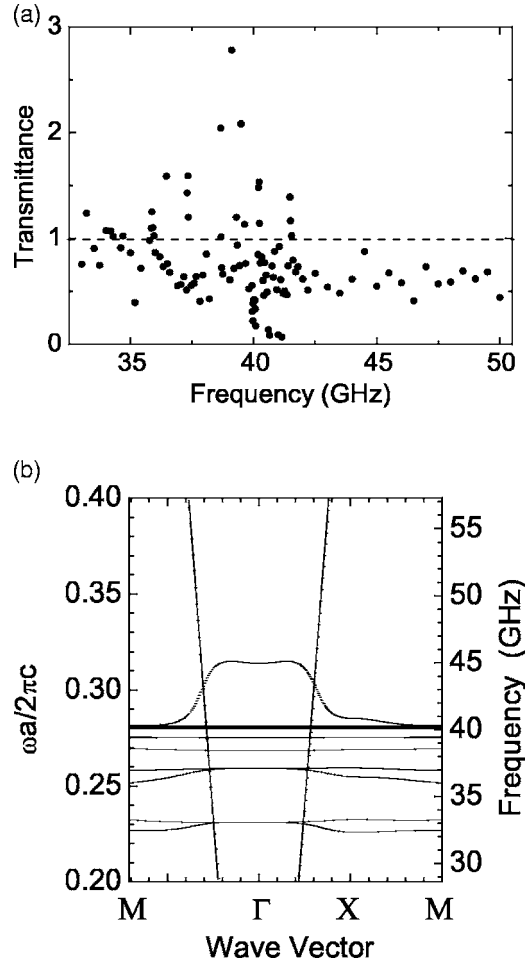 (a)
3
2
1
0
Transmittance
35
40
45
50
Frequency (GHz)
(b)
0.40
0.35
0.30
0.25
0.20
ωa/2πc
55
50
45
40
35
30
Frequency (GHz)
M
Γ
X
M
Wave Vector